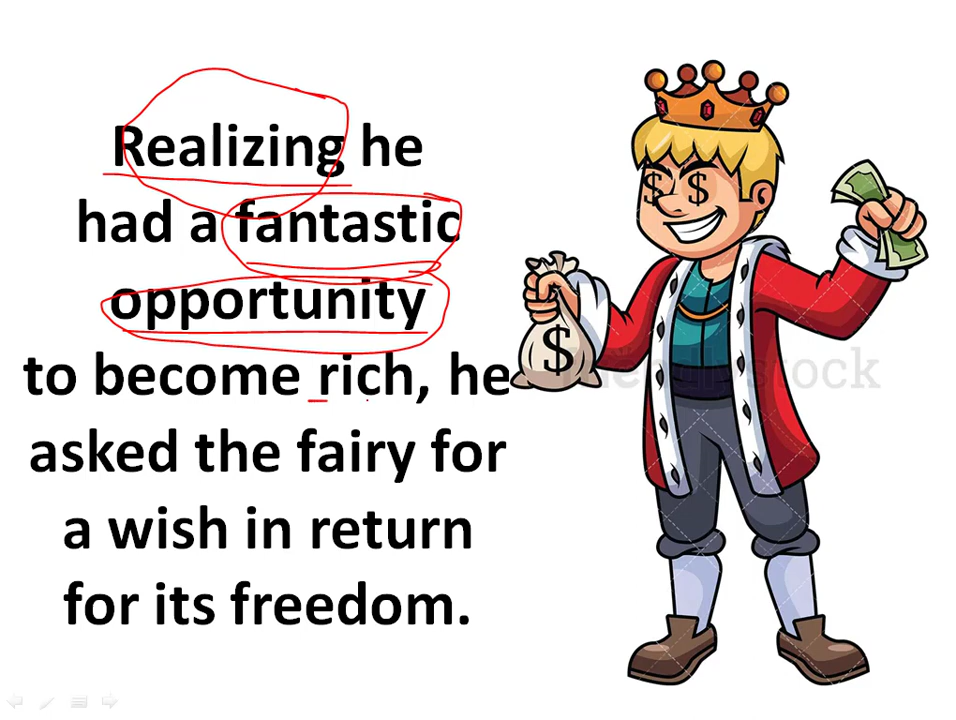 Realizing he
had a fantastic
opportunity
to become rich, he
asked the fairy for
a wish in return
for its freedom.
$ $
$